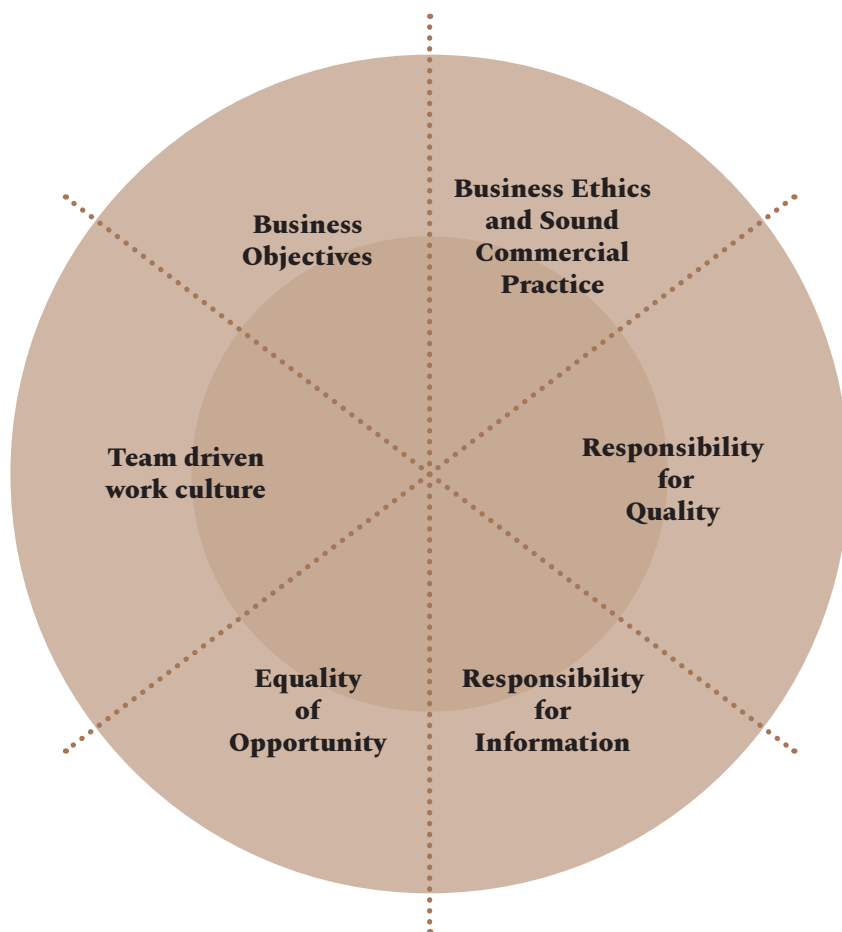 Business
Objectives
Business Ethics
and Sound
Commercial
Practice
Team driven
work culture
Responsibility
for
Quality
Equality
of
Opportunity
Responsibility
for
Information